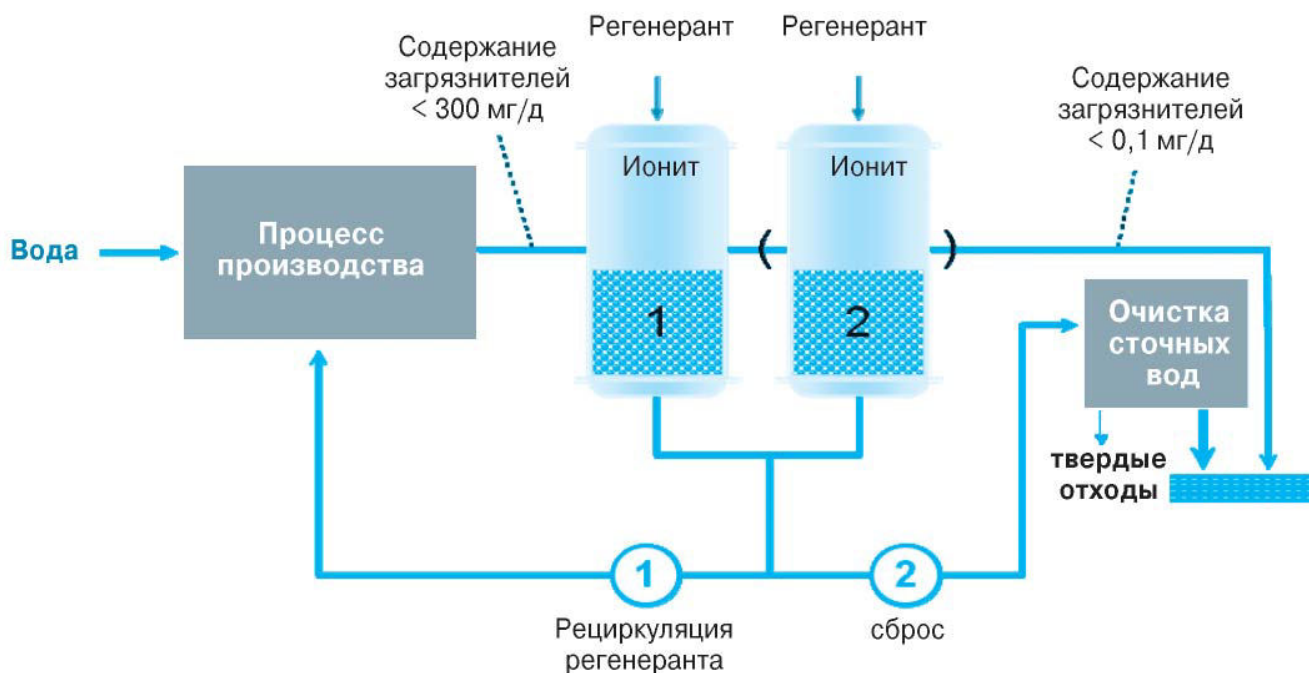 Регенерант
Регенерант
Содержание
загрязнителей
< 300 мг/д
Содержание
загрязнителей
< 0,1 мг/д
Ионит
Ионит
Вода
Процесс
производства
1
2
Очистка
сточных
вод
твердые
отходы
1
2
Рециркуляция
регенеранта
сброс